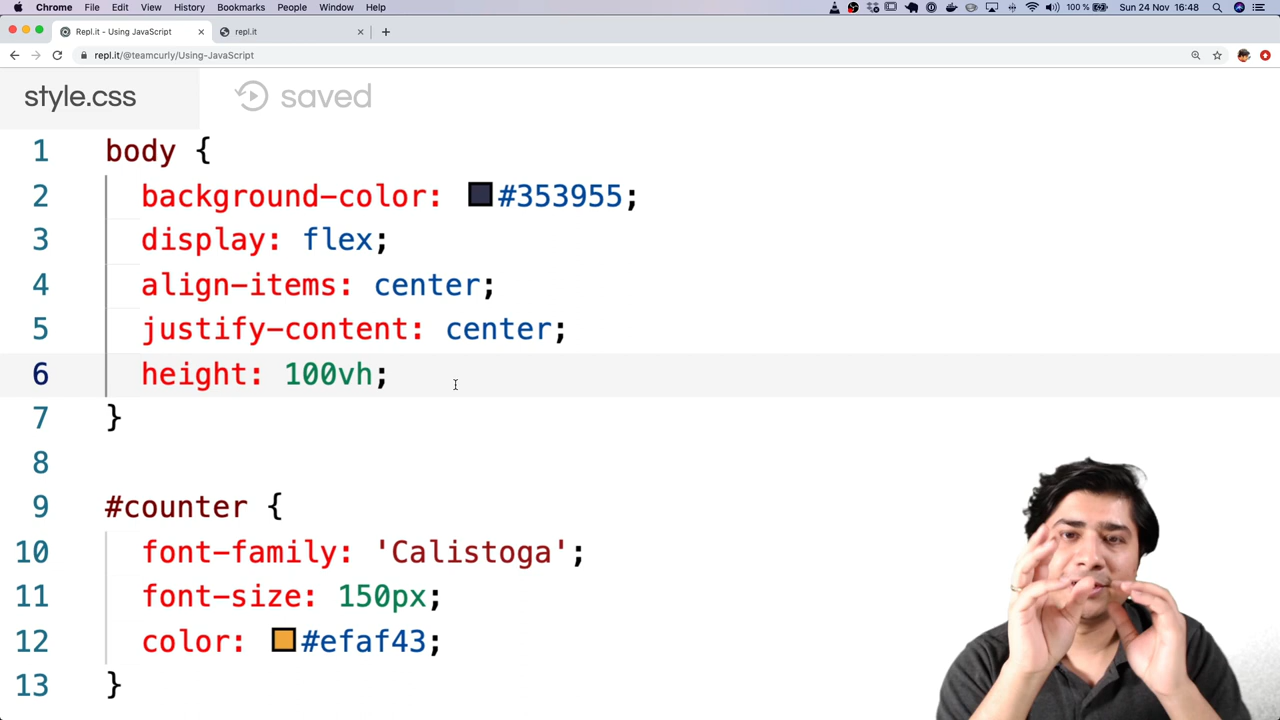 Chrome File Edit View History Bookmarks People Window Help 100 % Sun 24 Nov 16:48
Repl.it - Using JavaScript repl.it
repl.it/@teamcurly/Using-JavaScript
style.css saved
1 body {
2 background-color: #353955;
3 display: flex;
4 align-items: center;
5 justify-content: center;
6 height: 100vh;
7 }
8
9 #counter {
10 font-family: 'Calistoga';
11 font-size: 150px;
12 color: #efaf43;
13 }